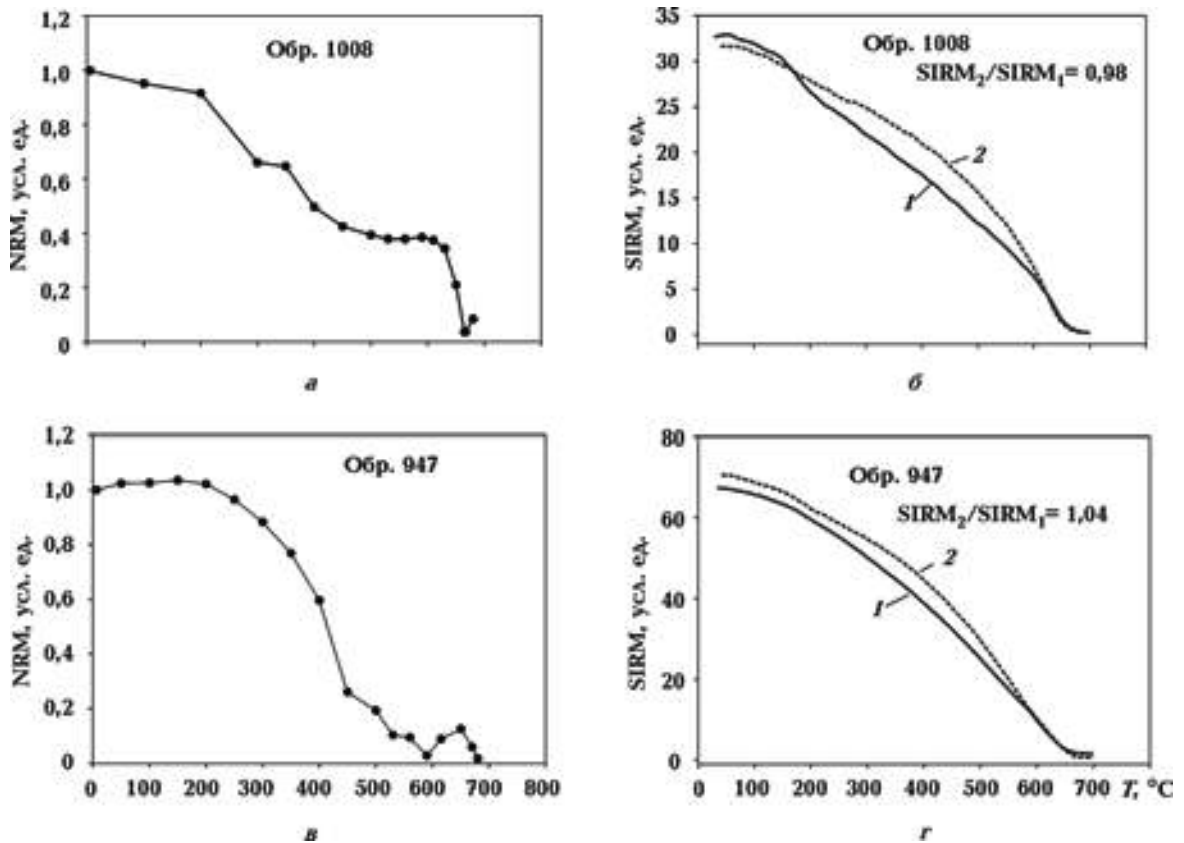 1,2
1,0
0,8
0,6
0,4
0,2
0
NRM, усл. ед.
Обр. 1008
а
35
30
25
20
15
10
5
0
SIRM, усл. ед.
Обр. 1008
SIRM2/SIRM1= 0,98
2
1
б
1,2
1,0
0,8
0,6
0,4
0,2
0
NRM, усл. ед.
Обр. 947
0 100 200 300 400 500 600 700 800
в
80
60
40
20
0
SIRM, усл. ед.
Обр. 947
SIRM2/SIRM1= 1,04
2
1
0 100 200 300 400 500 600 700 T, °C
г